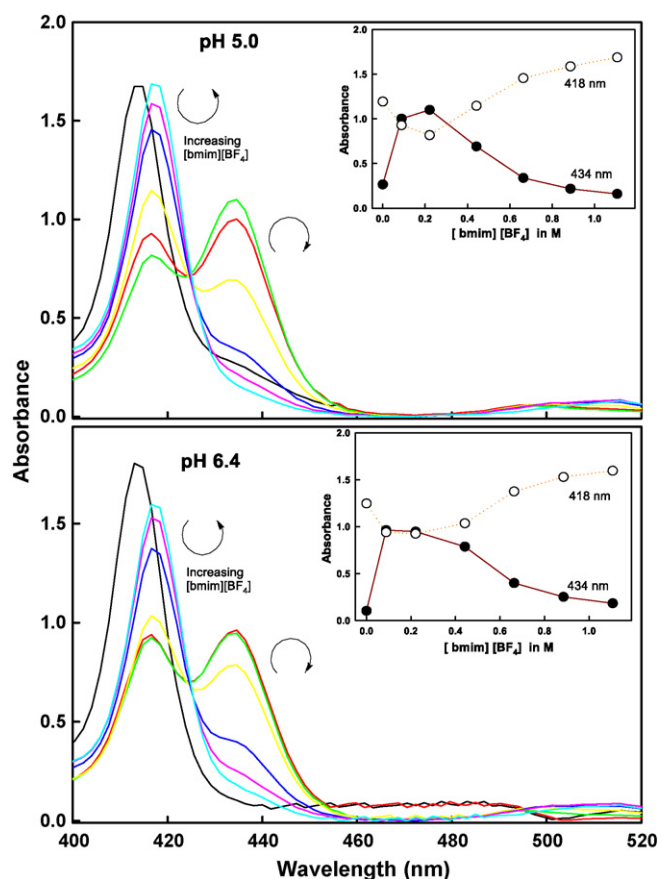 pH 5.0
2.0
1.5
1.0
0.5
0.0
Absorbance
Increasing
[bmim][BF4]
2.0
1.5
1.0
0.5
0.0
Absorbance
418 nm
434 nm
0.0 0.2 0.4 0.6 0.8 1.0
[ bmim] [BF4] in M
pH 6.4
1.5
1.0
0.5
0.0
Increasing
[bmim][BF4]
2.0
1.5
1.0
0.5
0.0
Absorbance
418 nm
434 nm
0.0 0.2 0.4 0.6 0.8 1.0
[ bmim] [BF4] in M
400 420 440 460 480 500 520
Wavelength (nm)